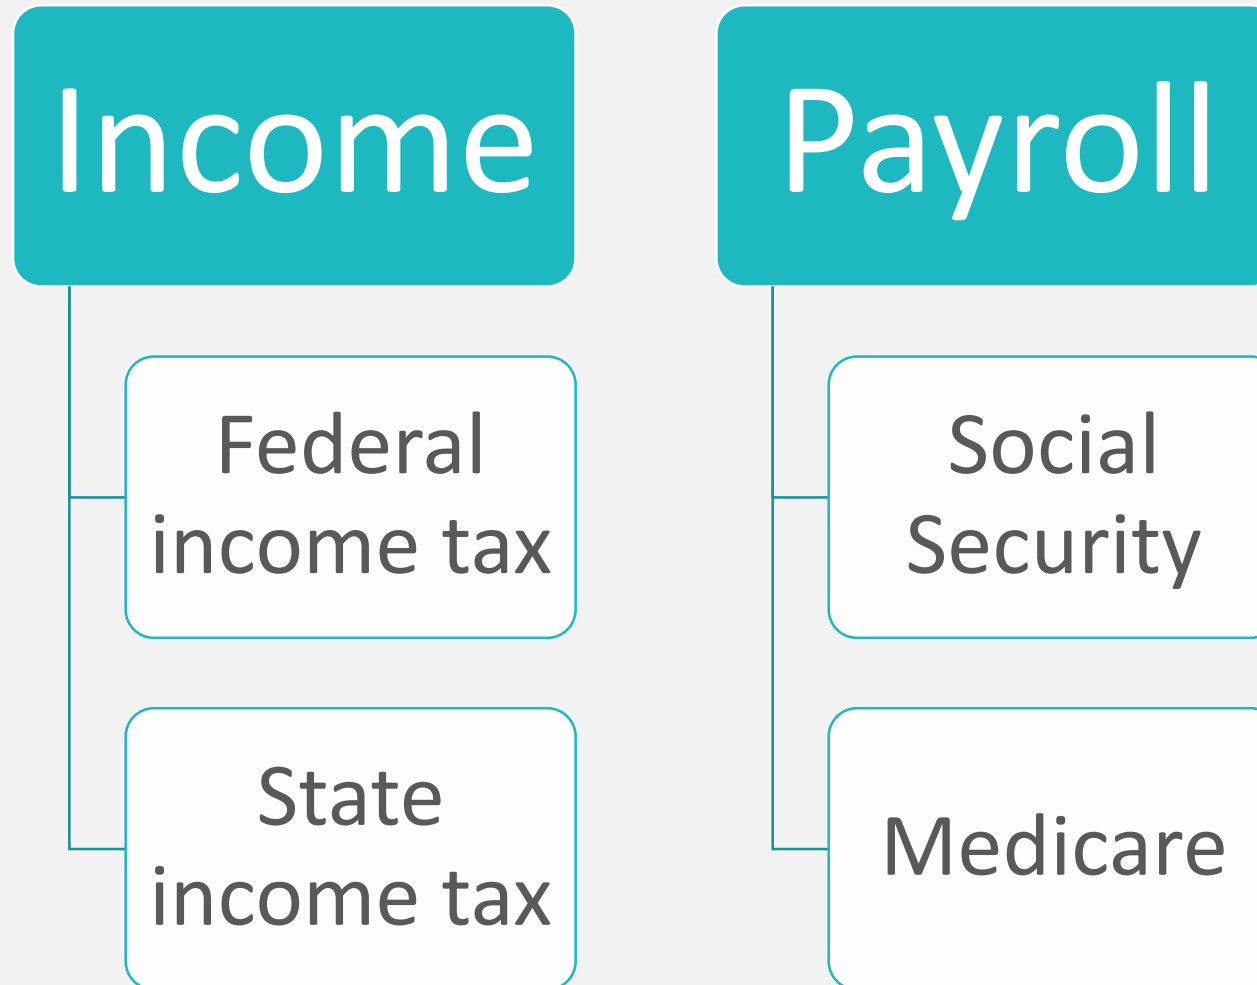 Income
Federal
income tax
State
income tax
Payroll
Social
Security
Medicare